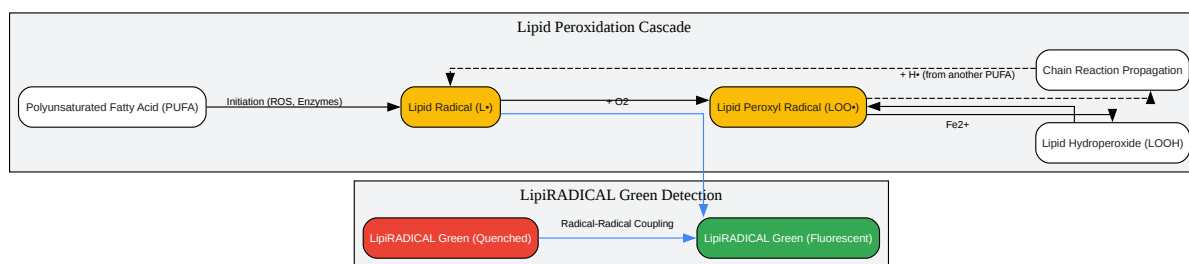 Lipid Peroxidation Cascade
Chain Reaction Propagation
+ H• (from another PUFA)
Polyunsaturated Fatty Acid (PUFA)
Initiation (ROS, Enzymes)
Lipid Radical (L•)
+ O2
Lipid Peroxyl Radical (LOO•)
Fe2+
Lipid Hydroperoxide (LOOH)
LipiRADICAL Green Detection
LipiRADICAL Green (Quenched)
Radical-Radical Coupling
LipiRADICAL Green (Fluorescent)